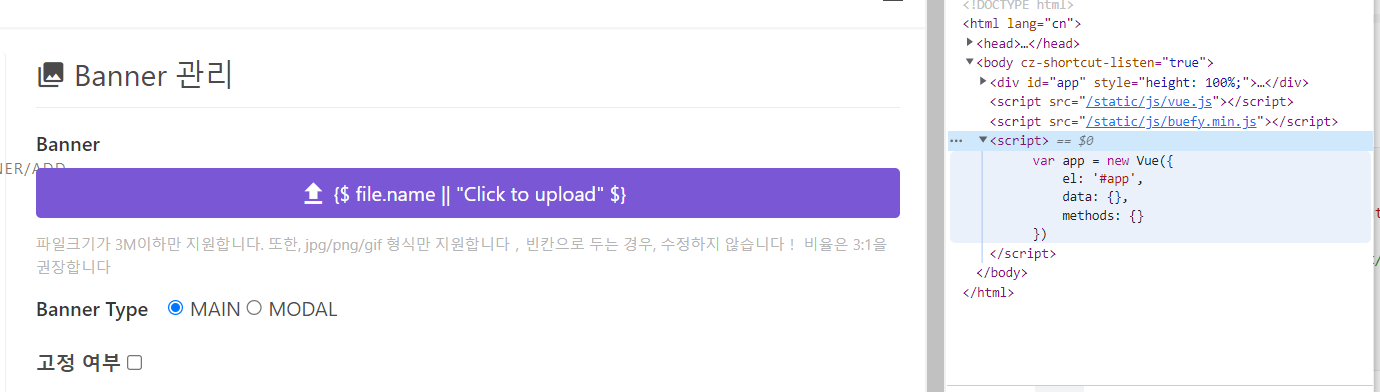 Banner 관리
Banner
NER/ADD
{$ file.name || "Click to upload" $}
파일크기가 3M이하만 지원합니다. 또한, jpg/png/gif 형식만 지원합니다 , 빈칸으로 두는 경우, 수정하지 않습니다 ! 비율은 3:1을
권장합니다
Banner Type MAIN MODAL
고정 여부
<!DOCTYPE html>
<html lang="cn">
<head>…</head>
<body cz-shortcut-listen="true">
<div id="app" style="height: 100%;">…</div>
<script src="/static/js/vue.js"></script>
<script src="/static/js/buefy.min.js"></script>
… <script> == $0
var app = new Vue({
el: '#app',
data: {},
methods: {}
})
</script>
</body>
</html>